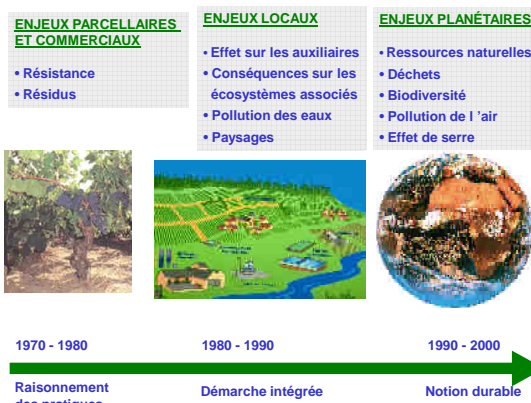 ENJEUX PARCELLAIRES
ET COMMERCIAUX
• Résistance
• Résidus
ENJEUX LOCAUX
• Effet sur les auxiliaires
• Conséquences sur les
écosystèmes associés
• Pollution des eaux
• Paysages
ENJEUX PLANÉTAIRES
• Ressources naturelles
• Déchets
• Biodiversité
• Pollution de l ’air
• Effet de serre
1970 - 1980
1980 - 1990
1990 - 2000
Raisonnement
des pratiques
Démarche intégrée
Notion durable